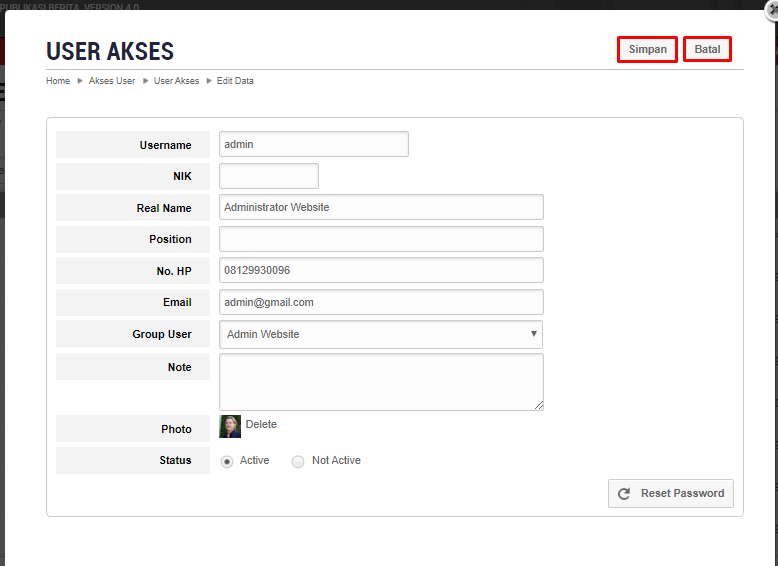 PUBLIKASI BERITA, VERSION 4.0
USER AKSES
Simpan
Batal
Home
Akses User
User Akses
Edit Data
Username
admin
NIK
Real Name
Administrator Website
Position
No. HP
08129930096
Email
admin@gmail.com
Group User
Admin Website
Note
Photo
Delete
Status
Active
Not Active
Reset Password